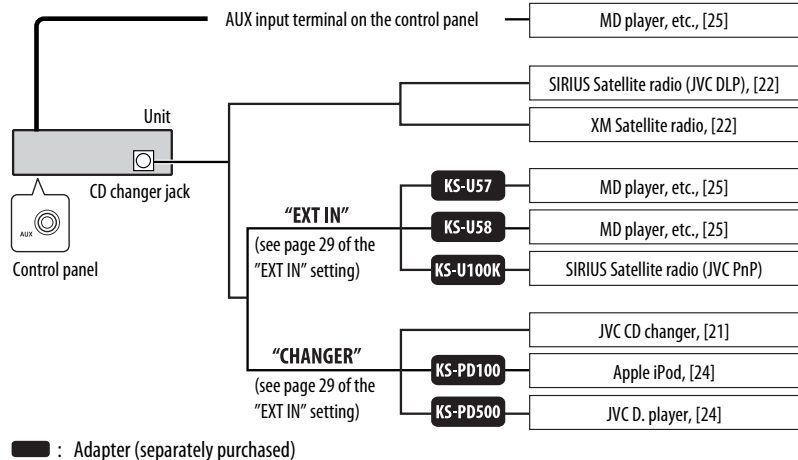 AUX input terminal on the control panel
MD player, etc., [25]
SIRIUS Satellite radio (JVC DLP), [22]
XM Satellite radio, [22]
Unit
CD changer jack
AUX
Control panel
"EXT IN"
(see page 29 of the
"EXT IN" setting)
KS-U57
MD player, etc., [25]
KS-U58
MD player, etc., [25]
KS-U100K
SIRIUS Satellite radio (JVC PnP)
"CHANGER"
(see page 29 of the
"EXT IN" setting)
JVC CD changer, [21]
KS-PD100
Apple iPod, [24]
KS-PD500
JVC D. player, [24]
: Adapter (separately purchased)